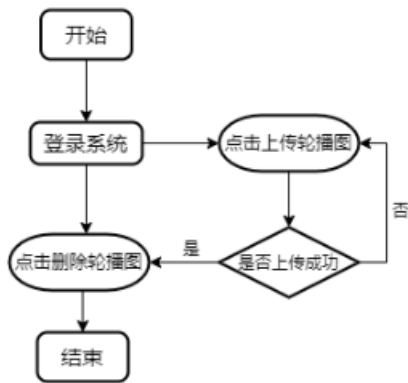 开始
登录系统
点击上传轮播图
否
是
点击删除轮播图
是否上传成功
结束